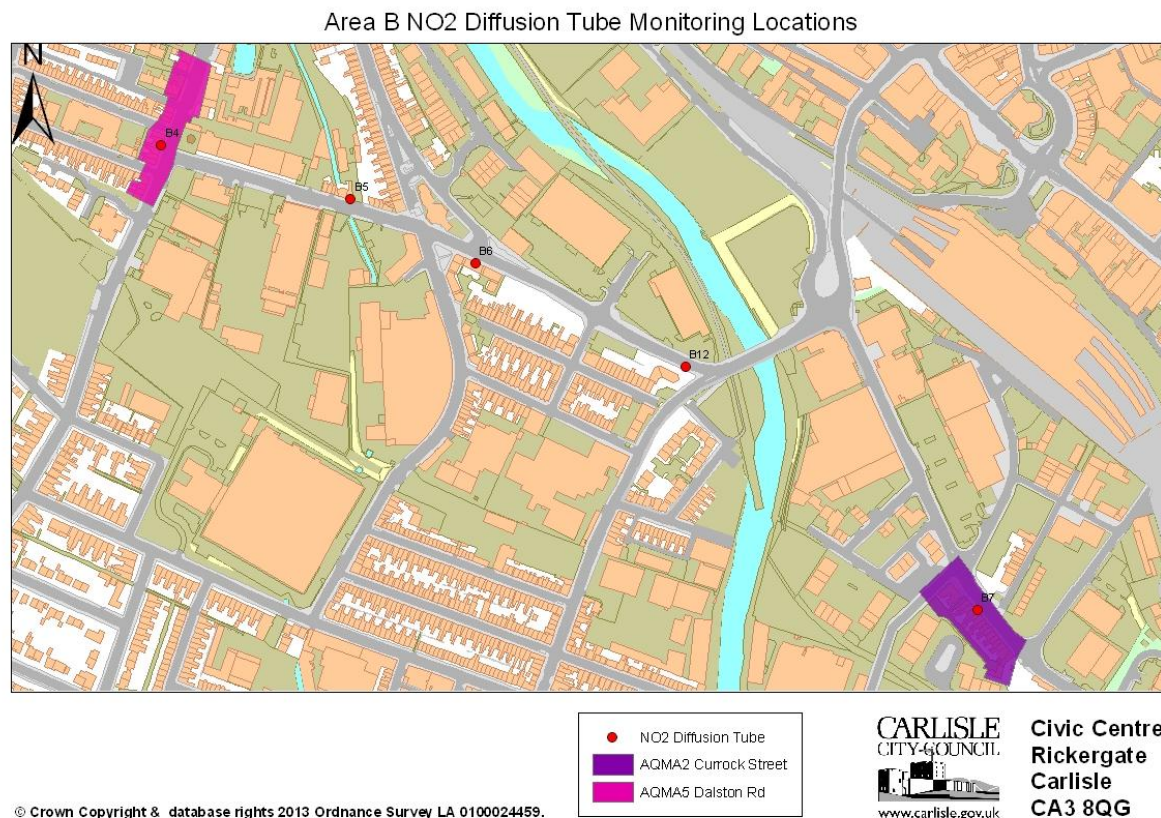 Area B NO2 Diffusion Tube Monitoring Locations
N
B4
B5
B6
B12
B7
NO2 Diffusion Tube
AQMA2 Currock Street
AQMA5 Dalston Rd
CARLISLE
CITY-COUNCIL
www.carlisle.gov.uk
Civic Centre
Rickergate
Carlisle
CA3 8QG
© Crown Copyright & database rights 2013 Ordnance Survey LA 0100024459.